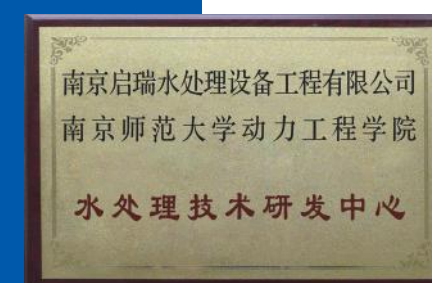 南京启瑞水处理设备工程有限公司
南京师范大学动力工程学院
水处理技术研发中心